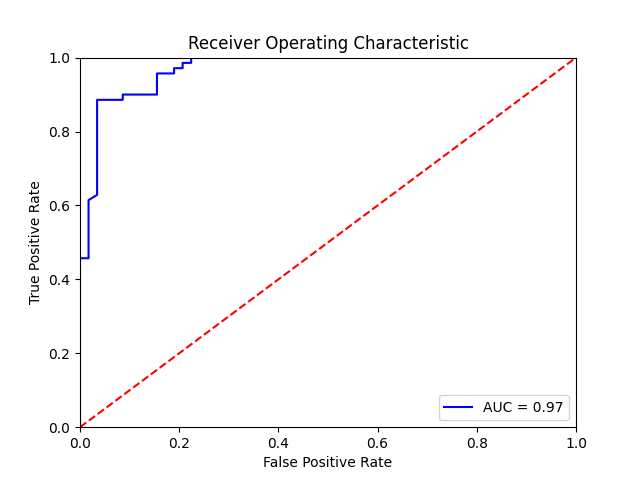 Receiver Operating Characteristic
1.0
0.8
0.6
0.4
0.2
0.0
True Positive Rate
AUC = 0.97
0.0 0.2 0.4 0.6 0.8 1.0
False Positive Rate